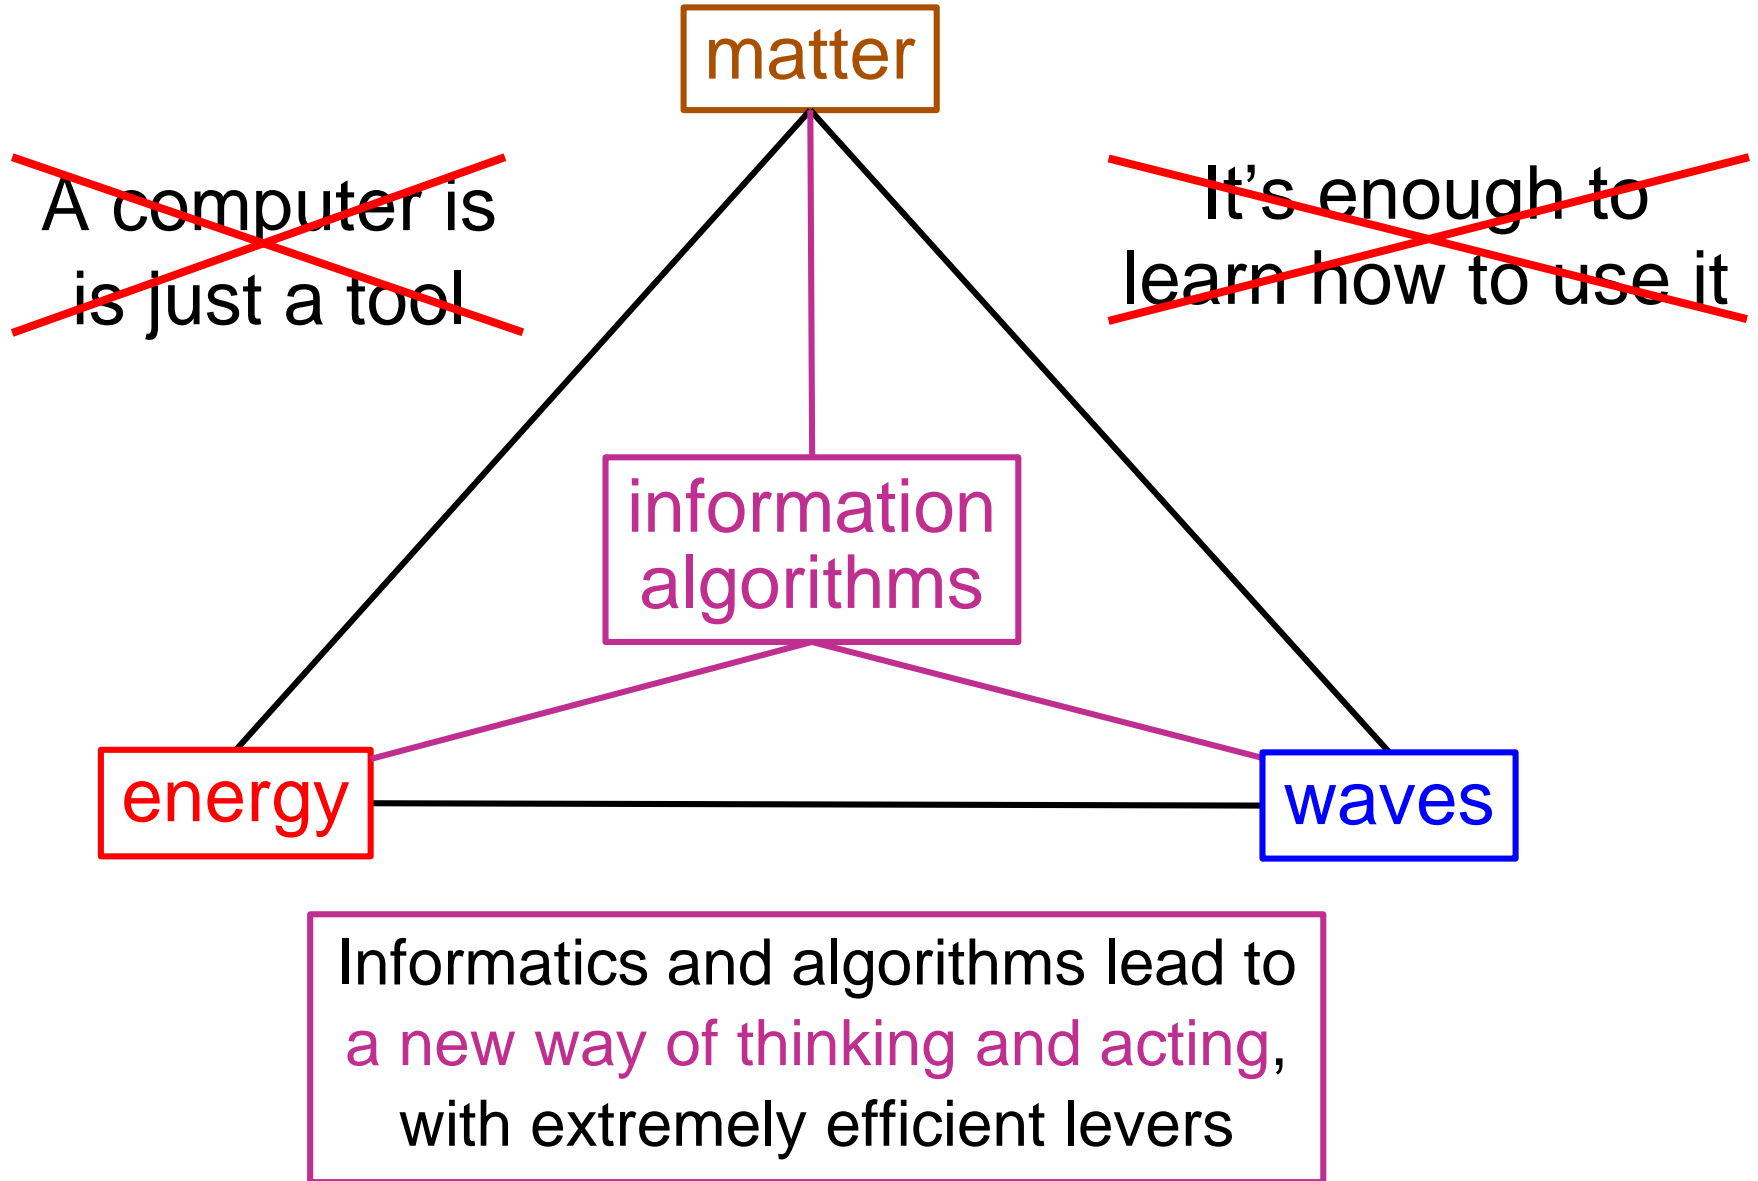 matter
A computer is
is just a tool
It’s enough to
learn how to use it
information
algorithms
energy
waves
Informatics and algorithms lead to
a new way of thinking and acting,
with extremely efficient levers